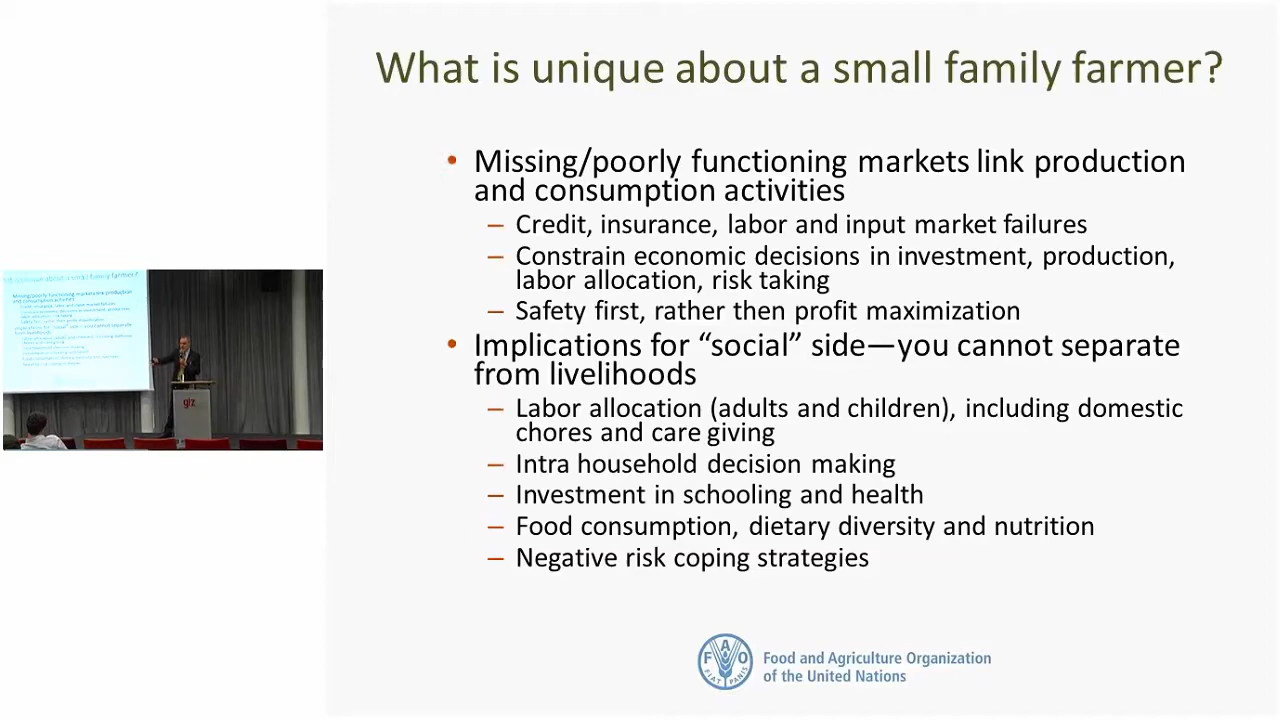 What is unique about a small family farmer?
• Missing/poorly functioning markets link production
and consumption activities
– Credit, insurance, labor and input market failures
– Constrain economic decisions in investment, production,
labor allocation, risk taking
– Safety first, rather then profit maximization
• Implications for “social” side—you cannot separate
from livelihoods
– Labor allocation (adults and children), including domestic
chores and care giving
– Intra household decision making
– Investment in schooling and health
– Food consumption, dietary diversity and nutrition
– Negative risk coping strategies
giz
F A O
FIAT PANIS
Food and Agriculture Organization
of the United Nations